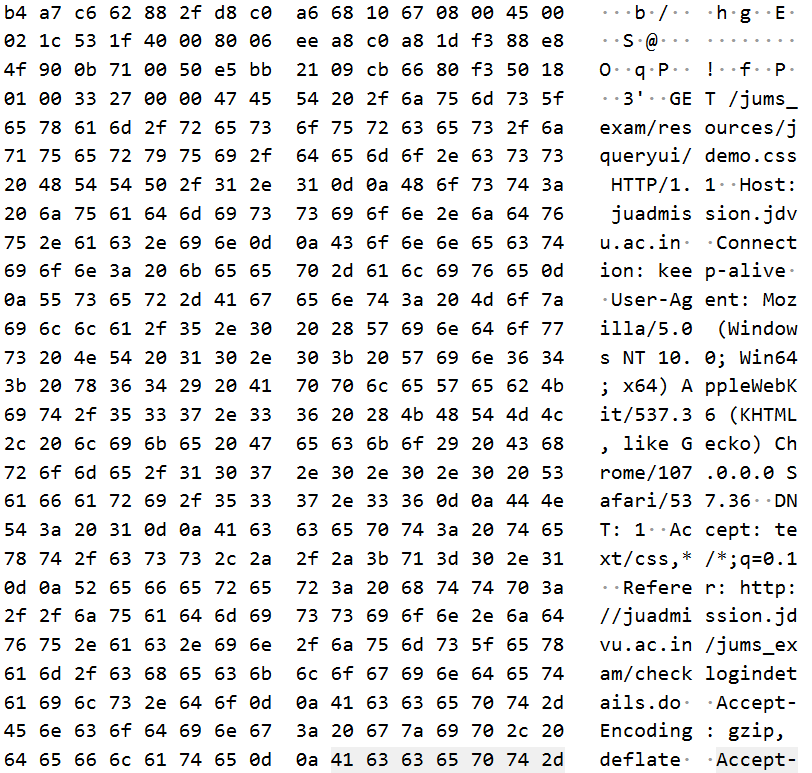 b4 a7 c6 62 88 2f d8 c0 a6 68 10 67 08 00 45 00 ···b·/·· ·h·g··E·
02 1c 53 1f 40 00 80 06 ee a8 c0 a8 1d f3 88 e8 ··S·@··· ········
4f 90 0b 71 00 50 e5 bb 21 09 cb 66 80 f3 50 18 O··q·P·· !··f··P·
01 00 33 27 00 00 47 45 54 20 2f 6a 75 6d 73 5f ··3'··GE T /jums_
65 78 61 6d 2f 72 65 73 6f 75 72 63 65 73 2f 6a exam/res ources/j
71 75 65 72 79 75 69 2f 64 65 6d 6f 2e 63 73 73 queryui/ demo.css
20 48 54 54 50 2f 31 2e 31 0d 0a 48 6f 73 74 3a HTTP/1. 1··Host:
20 6a 75 61 64 6d 69 73 73 69 6f 6e 2e 6a 64 76 juadmis sion.jdv
75 2e 61 63 2e 69 6e 0d 0a 43 6f 6e 6e 65 63 74 u.ac.in· ·Connect
69 6f 6e 3a 20 6b 65 65 70 2d 61 6c 69 76 65 0d ion: kee p-alive·
0a 55 73 65 72 2d 41 67 65 6e 74 3a 20 4d 6f 7a ·User-Ag ent: Moz
69 6c 6c 61 2f 35 2e 30 20 28 57 69 6e 64 6f 77 illa/5.0 (Window
73 20 4e 54 20 31 30 2e 30 3b 20 57 69 6e 36 34 s NT 10. 0; Win64
3b 20 78 36 34 29 20 41 70 70 6c 65 57 65 62 4b ; x64) A ppleWebK
69 74 2f 35 33 37 2e 33 36 20 28 4b 48 54 4d 4c it/537.3 6 (KHTML
2c 20 6c 69 6b 65 20 47 65 63 6b 6f 29 20 43 68 , like G ecko) Ch
72 6f 6d 65 2f 31 30 37 2e 30 2e 30 2e 30 20 53 rome/107 .0.0.0 S
61 66 61 72 69 2f 35 33 37 2e 33 36 0d 0a 44 4e afari/53 7.36··DN
54 3a 20 31 0d 0a 41 63 63 65 70 74 3a 20 74 65 T: 1··Ac cept: te
78 74 2f 63 73 73 2c 2a 2f 2a 3b 71 3d 30 2e 31 xt/css,* /*;q=0.1
0d 0a 52 65 66 65 72 65 72 3a 20 68 74 74 70 3a ··Refere r: http:
2f 2f 6a 75 61 64 6d 69 73 73 69 6f 6e 2e 6a 64 //juadmi ssion.jd
76 75 2e 61 63 2e 69 6e 2f 6a 75 6d 73 5f 65 78 vu.ac.in /jums_ex
61 6d 2f 63 68 65 63 6b 6c 6f 67 69 6e 64 65 74 am/check logindet
61 69 6c 73 2e 64 6f 0d 0a 41 63 63 65 70 74 2d ails.do· ·Accept-
45 6e 63 6f 64 69 6e 67 3a 20 67 7a 69 70 2c 20 Encoding : gzip,
64 65 66 6c 61 74 65 0d 0a 41 63 63 65 70 74 2d deflate· ·Accept-